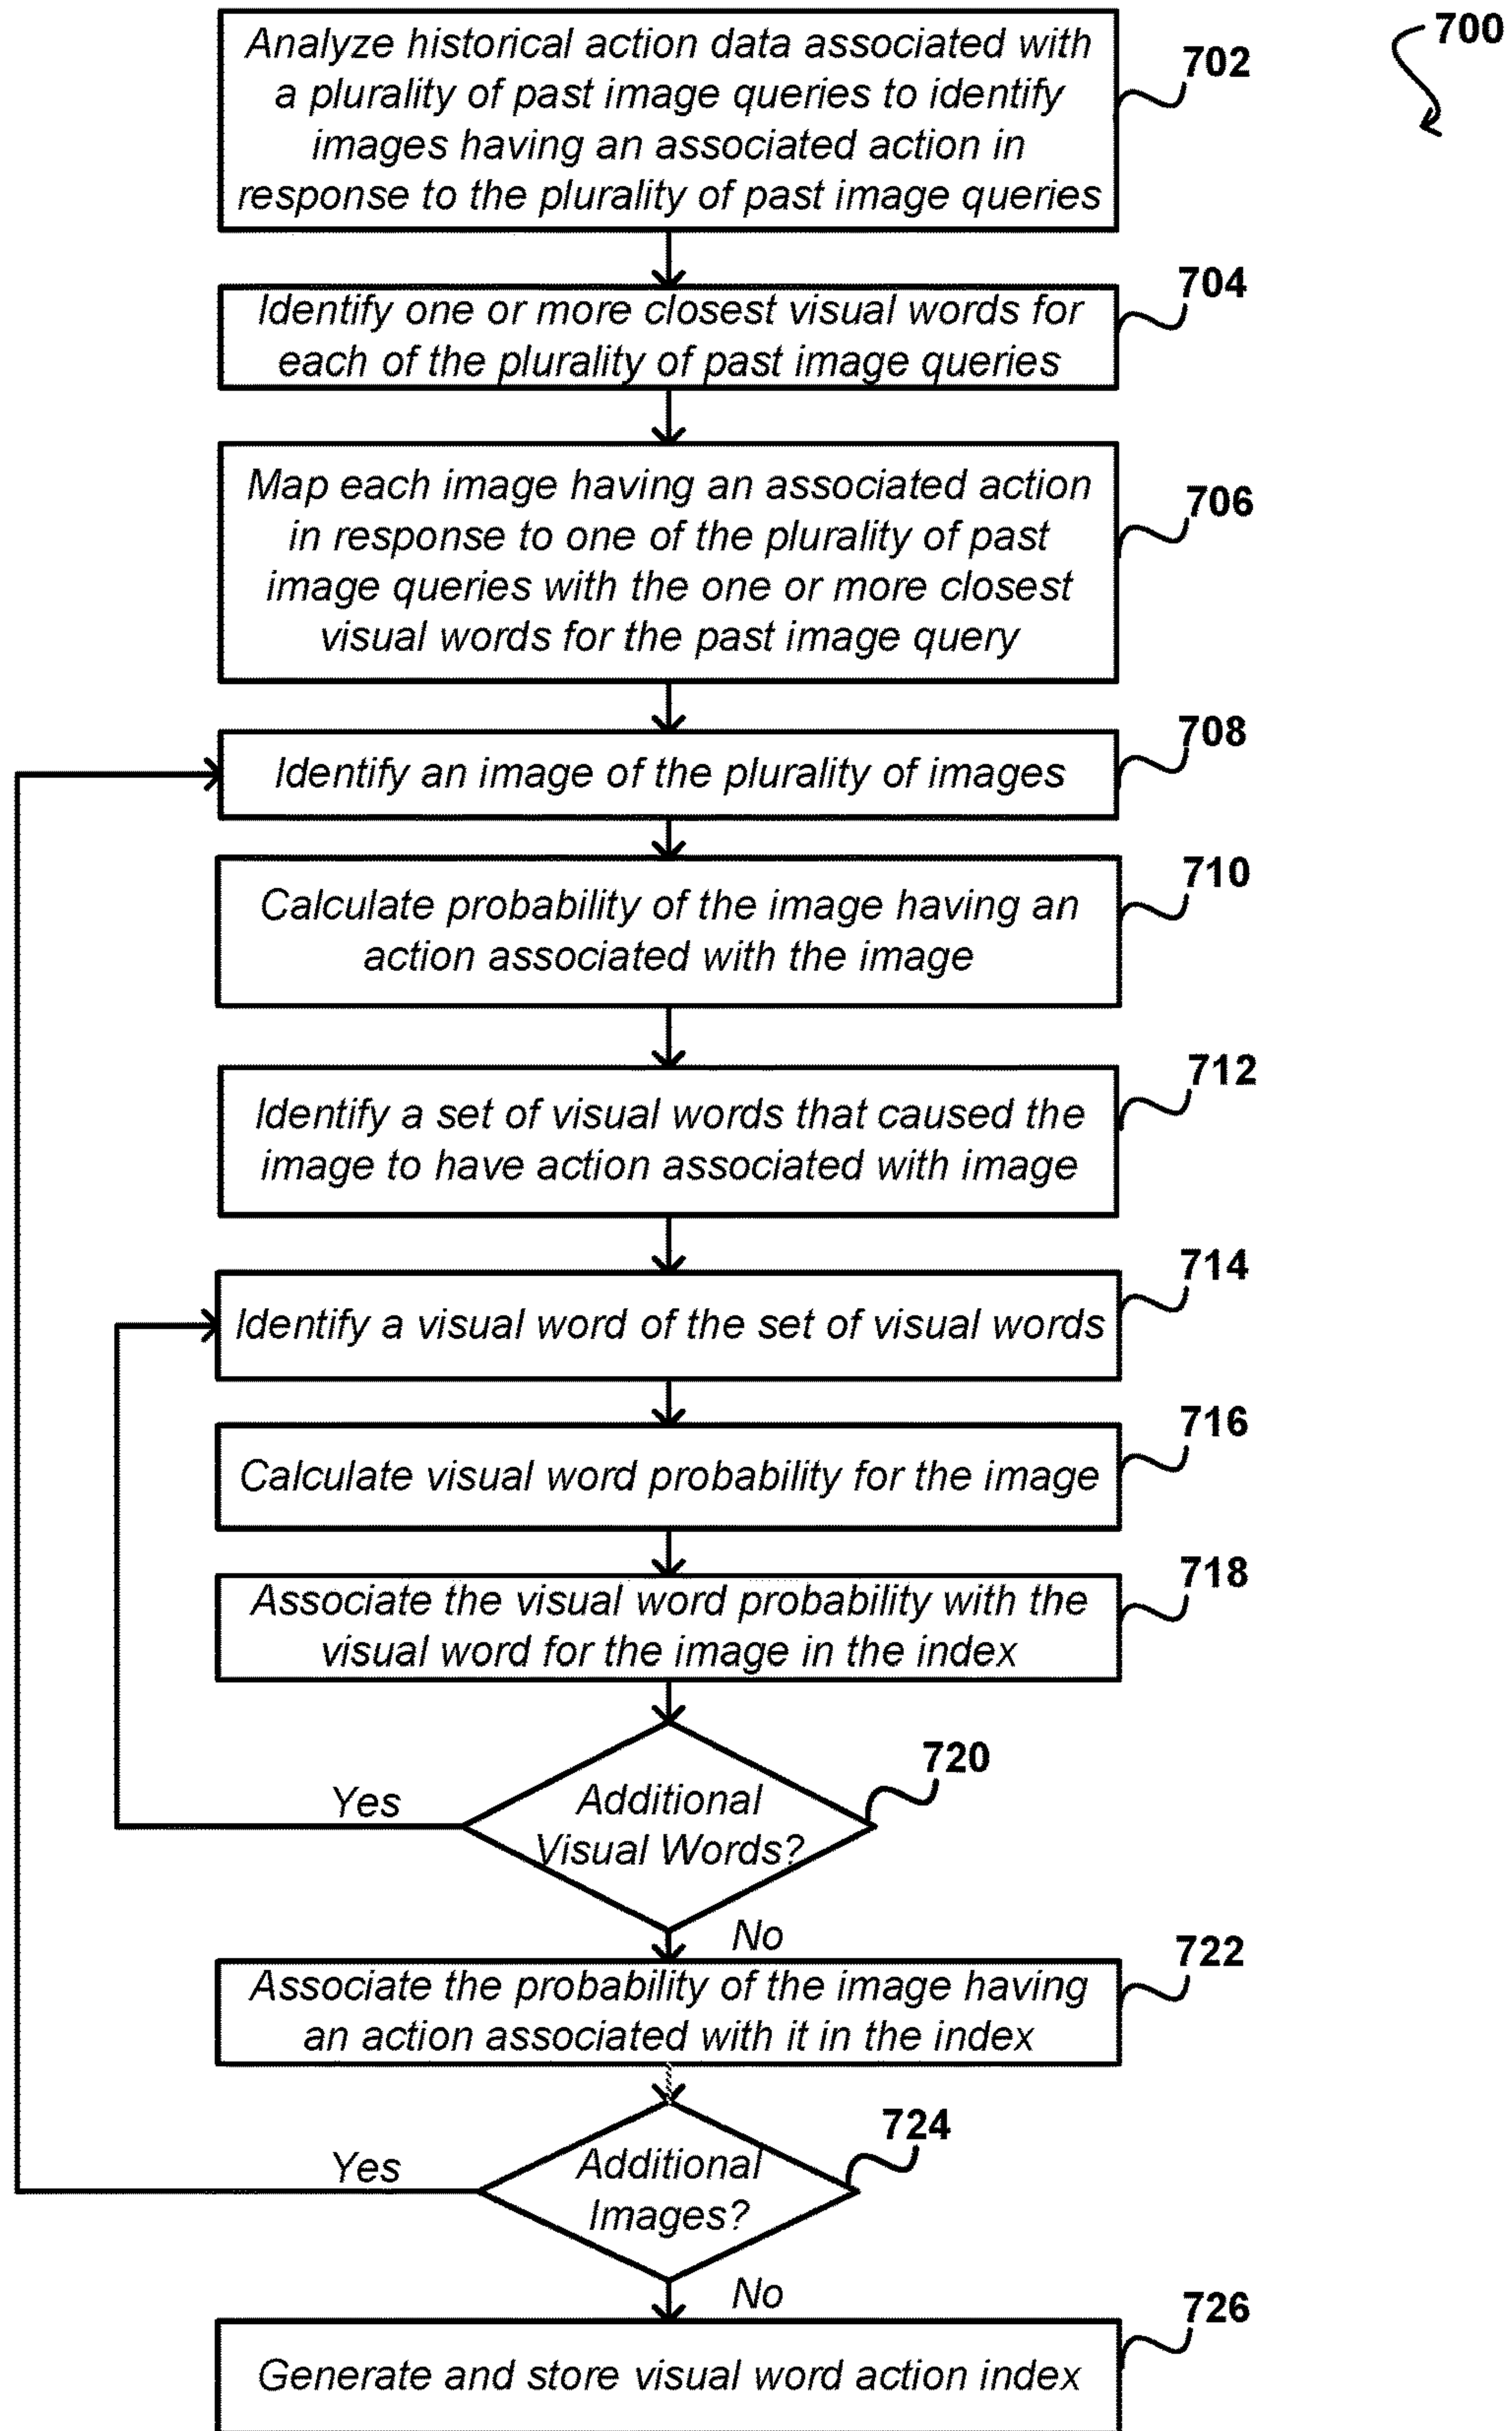 700
Analyze historical action data associated with
a plurality of past image queries to identify
images having an associated action in
response to the plurality of past image queries
702
Identify one or more closest visual words for
each of the plurality of past image queries
704
Map each image having an associated action
in response to one of the plurality of past
image queries with the one or more closest
visual words for the past image query
706
Identify an image of the plurality of images
708
Calculate probability of the image having an
action associated with the image
710
Identify a set of visual words that caused the
image to have action associated with image
712
Identify a visual word of the set of visual words
714
Calculate visual word probability for the image
716
Associate the visual word probability with the
visual word for the image in the index
718
Additional
Visual Words?
720
Yes
No
Associate the probability of the image having
an action associated with it in the index
722
Additional
Images?
724
Yes
No
Generate and store visual word action index
726